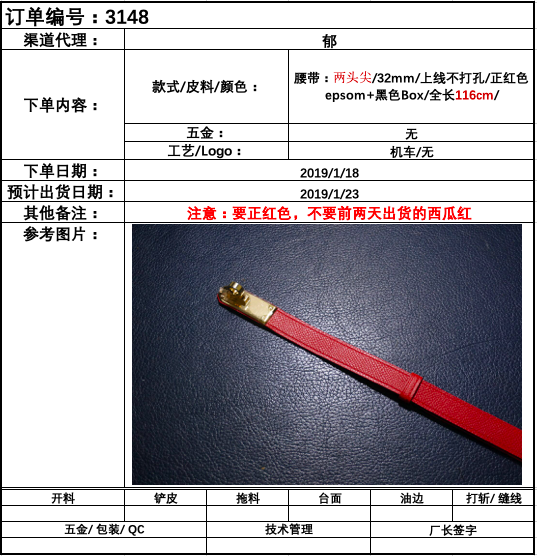 订单编号：3148
渠道代理： 郁
下单内容： 款式/皮料/颜色： 腰带：两头尖/32mm/上线不打孔/正红色
epsom+黑色Box/全长116cm/
五金： 无
工艺/Logo： 机车/无
下单日期： 2019/1/18
预计出货日期： 2019/1/23
其他备注： 注意：要正红色，不要前两天出货的西瓜红
参考图片：
开料 铲皮 拖料 台面 油边 打斩/ 缝线
五金/ 包装/ QC 技术管理 厂长签字